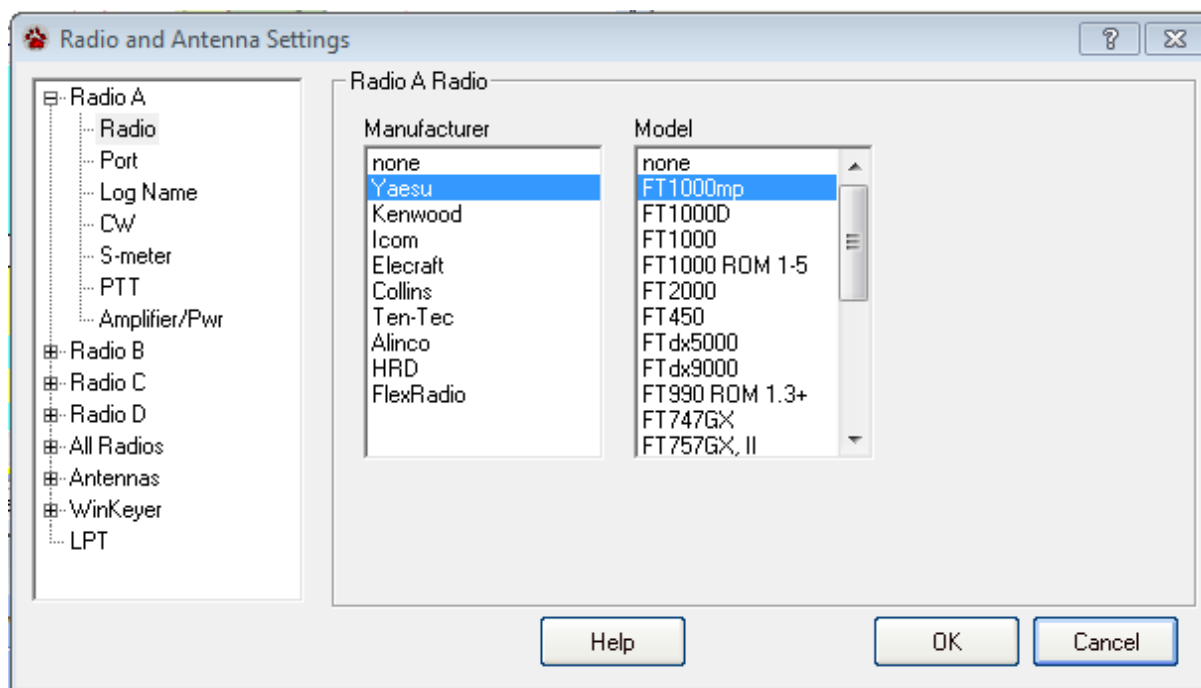 Radio and Antenna Settings
Radio A
Radio
Port
Log Name
CW
S-meter
PTT
Amplifier/Pwr
Radio B
Radio C
Radio D
All Radios
Antennas
WinKeyer
LPT
Radio A Radio
Manufacturer
none
Yaesu
Kenwood
Icom
Elecraft
Collins
Ten-Tec
Alinco
HRD
FlexRadio
Model
none
FT1000mp
FT1000D
FT1000
FT1000 ROM 1-5
FT2000
FT450
FTdx5000
FTdx9000
FT990 ROM 1.3+
FT747GX
FT757GX, II
Help
OK
Cancel